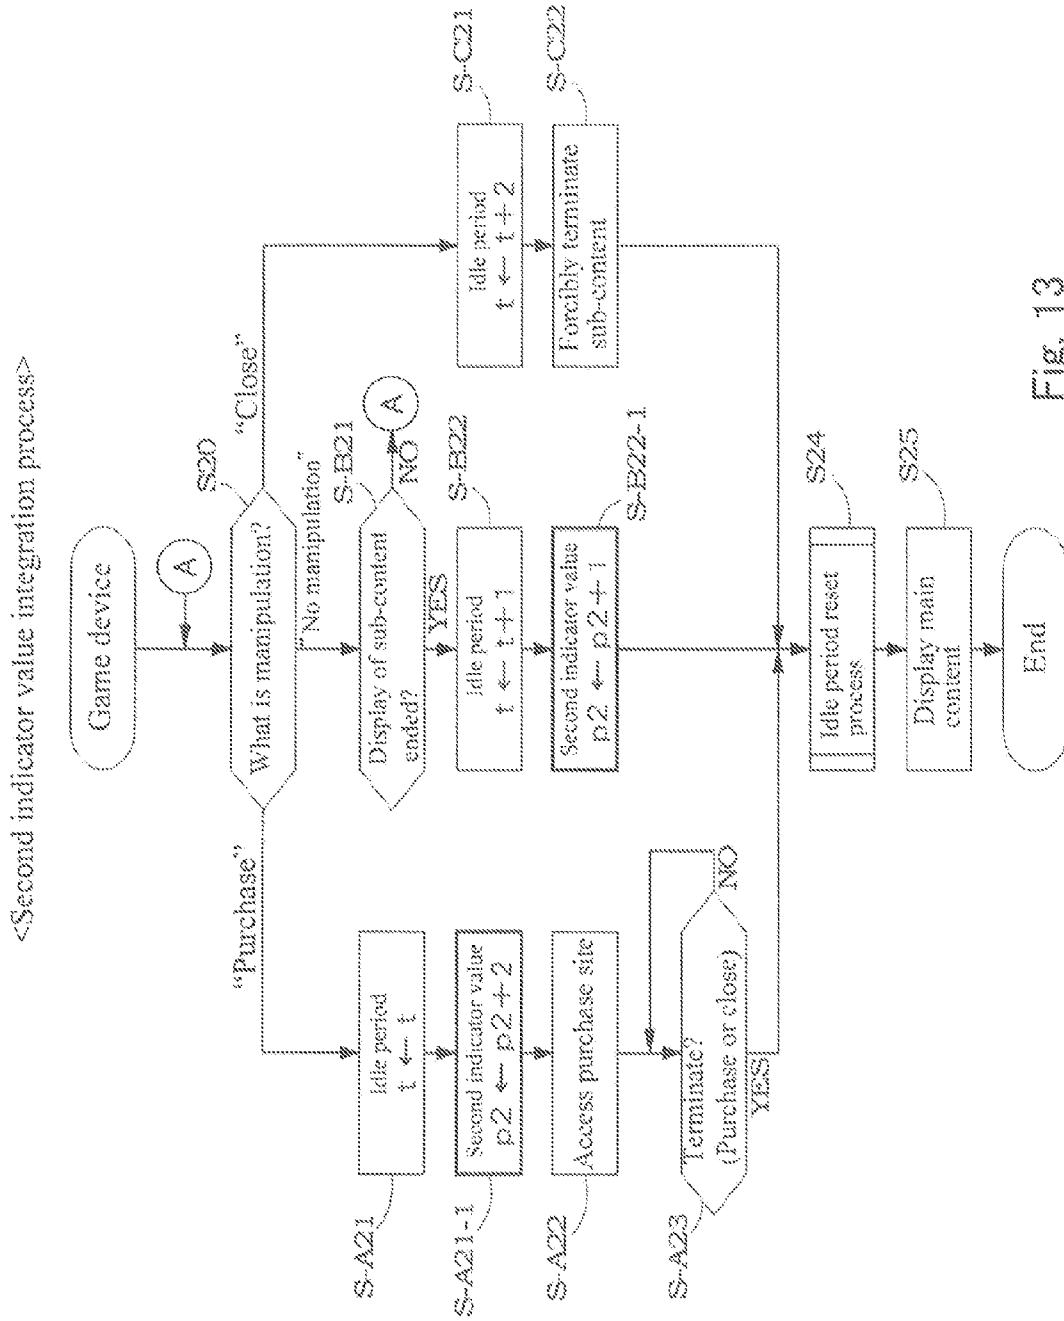 <Second indicator value integration process>
Game device
A
S20
What is manipulation?
"Purchase"
"No manipulation"
"Close"
S-A21
Idle period
t ← t
S-A21-1
Second indicator value
p2 ← p2+2
S-A22
Access purchase site
S-A23
Terminate?
(Purchase or close)
NO
YES
S-B21
Display of sub-content
ended?
NO
A
YES
S-B22
Idle period
t ← t+1
S-B22-1
Second indicator value
p2 ← p2+1
S-C21
Idle period
t ← t+2
S-C22
Forcibly terminate
sub-content
S24
Idle period reset
process
S25
Display main
content
End
Fig. 13